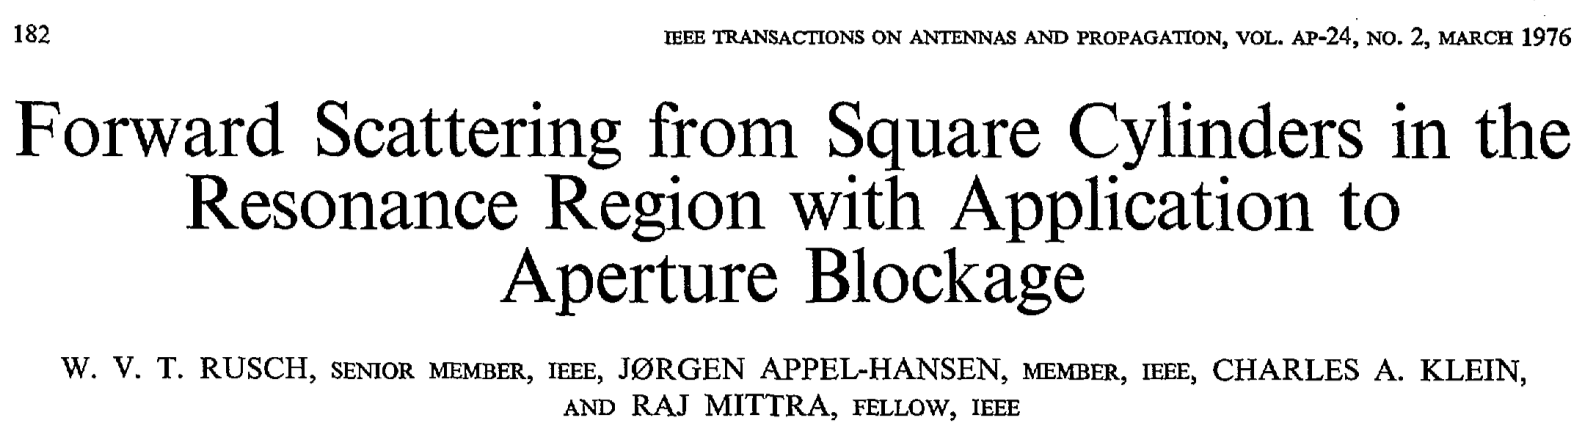 182
IEEE TRANSACTIONS ON ANTENNAS AND PROPAGATION, VOL. AP-24, NO. 2, MARCH 1976
Forward Scattering from Square Cylinders in the
Resonance Region with Application to
Aperture Blockage
W. V. T. RUSCH, SENIOR MEMBER, IEEE, JØRGEN APPEL-HANSEN, MEMBER, IEEE, CHARLES A. KLEIN,
AND RAJ MITTRA, FELLOW, IEEE